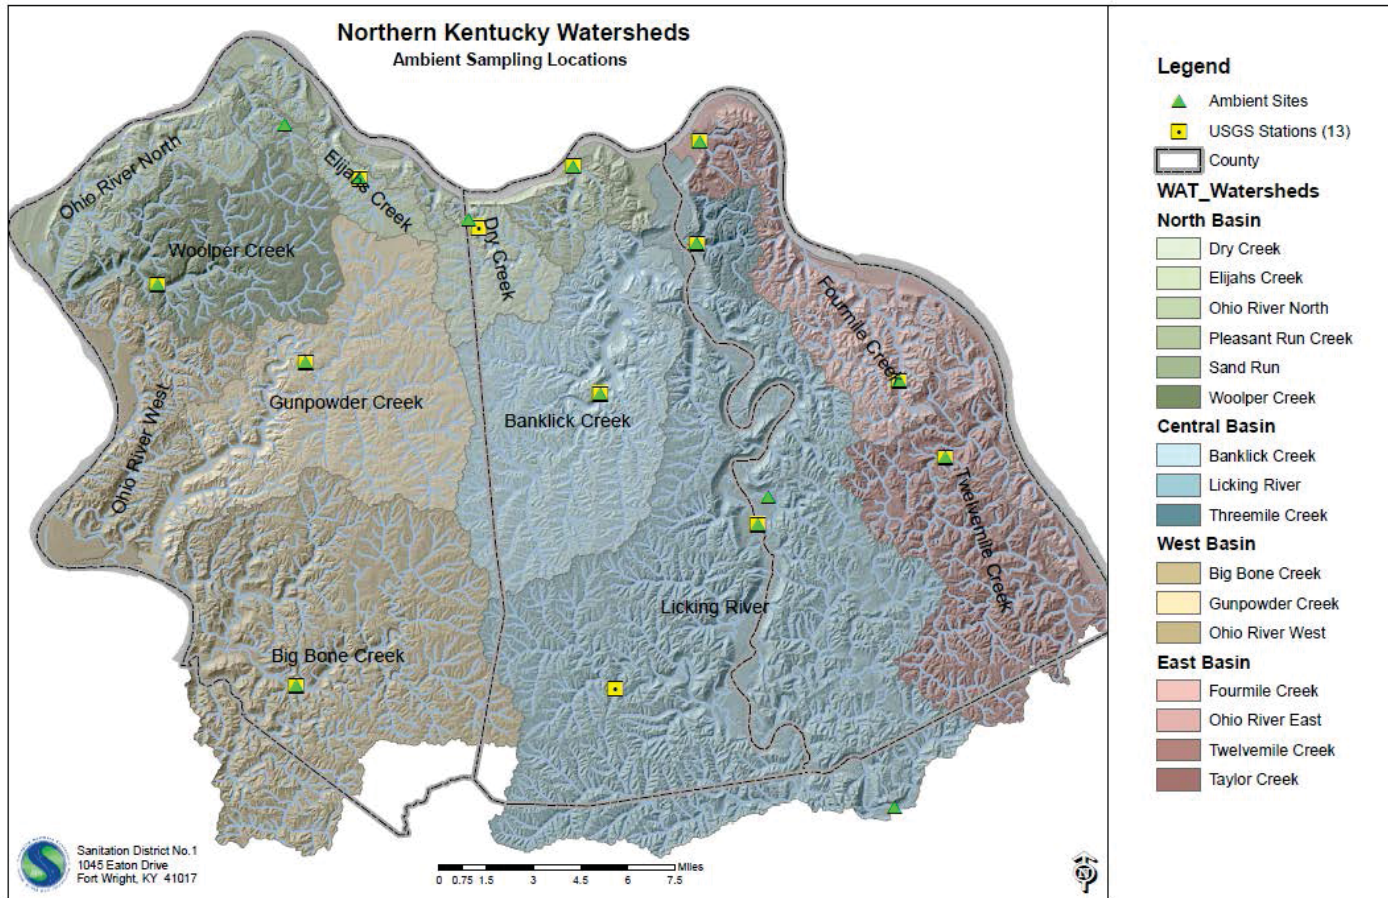 Northern Kentucky Watersheds
Ambient Sampling Locations
Ohio River North
Elijahs Creek
Woolper Creek
Dry Creek
Fourmile Creek
Gunpowder Creek
Banklick Creek
Ohio River West
Twelvemile Creek
Licking River
Big Bone Creek
Sanitation District No.1
1045 Eaton Drive
Fort Wright, KY 41017
Miles
0 0.75 1.5 3 4.5 6 7.5
N
Legend
Ambient Sites
USGS Stations (13)
County
WAT_Watersheds
North Basin
Dry Creek
Elijahs Creek
Ohio River North
Pleasant Run Creek
Sand Run
Woolper Creek
Central Basin
Banklick Creek
Licking River
Threemile Creek
West Basin
Big Bone Creek
Gunpowder Creek
Ohio River West
East Basin
Fourmile Creek
Ohio River East
Twelvemile Creek
Taylor Creek